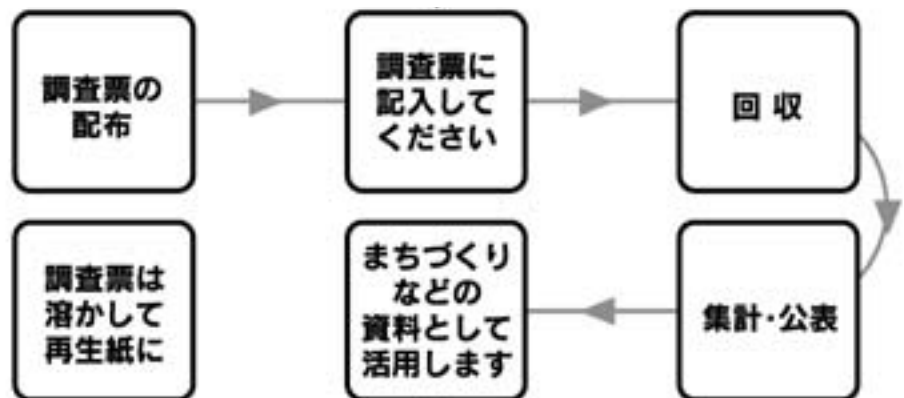 調査票の
配布
調査票に
記入して
ください
回収
集計・公表
まちづくり
などの
資料として
活用します
調査票は
溶かして
再生紙に